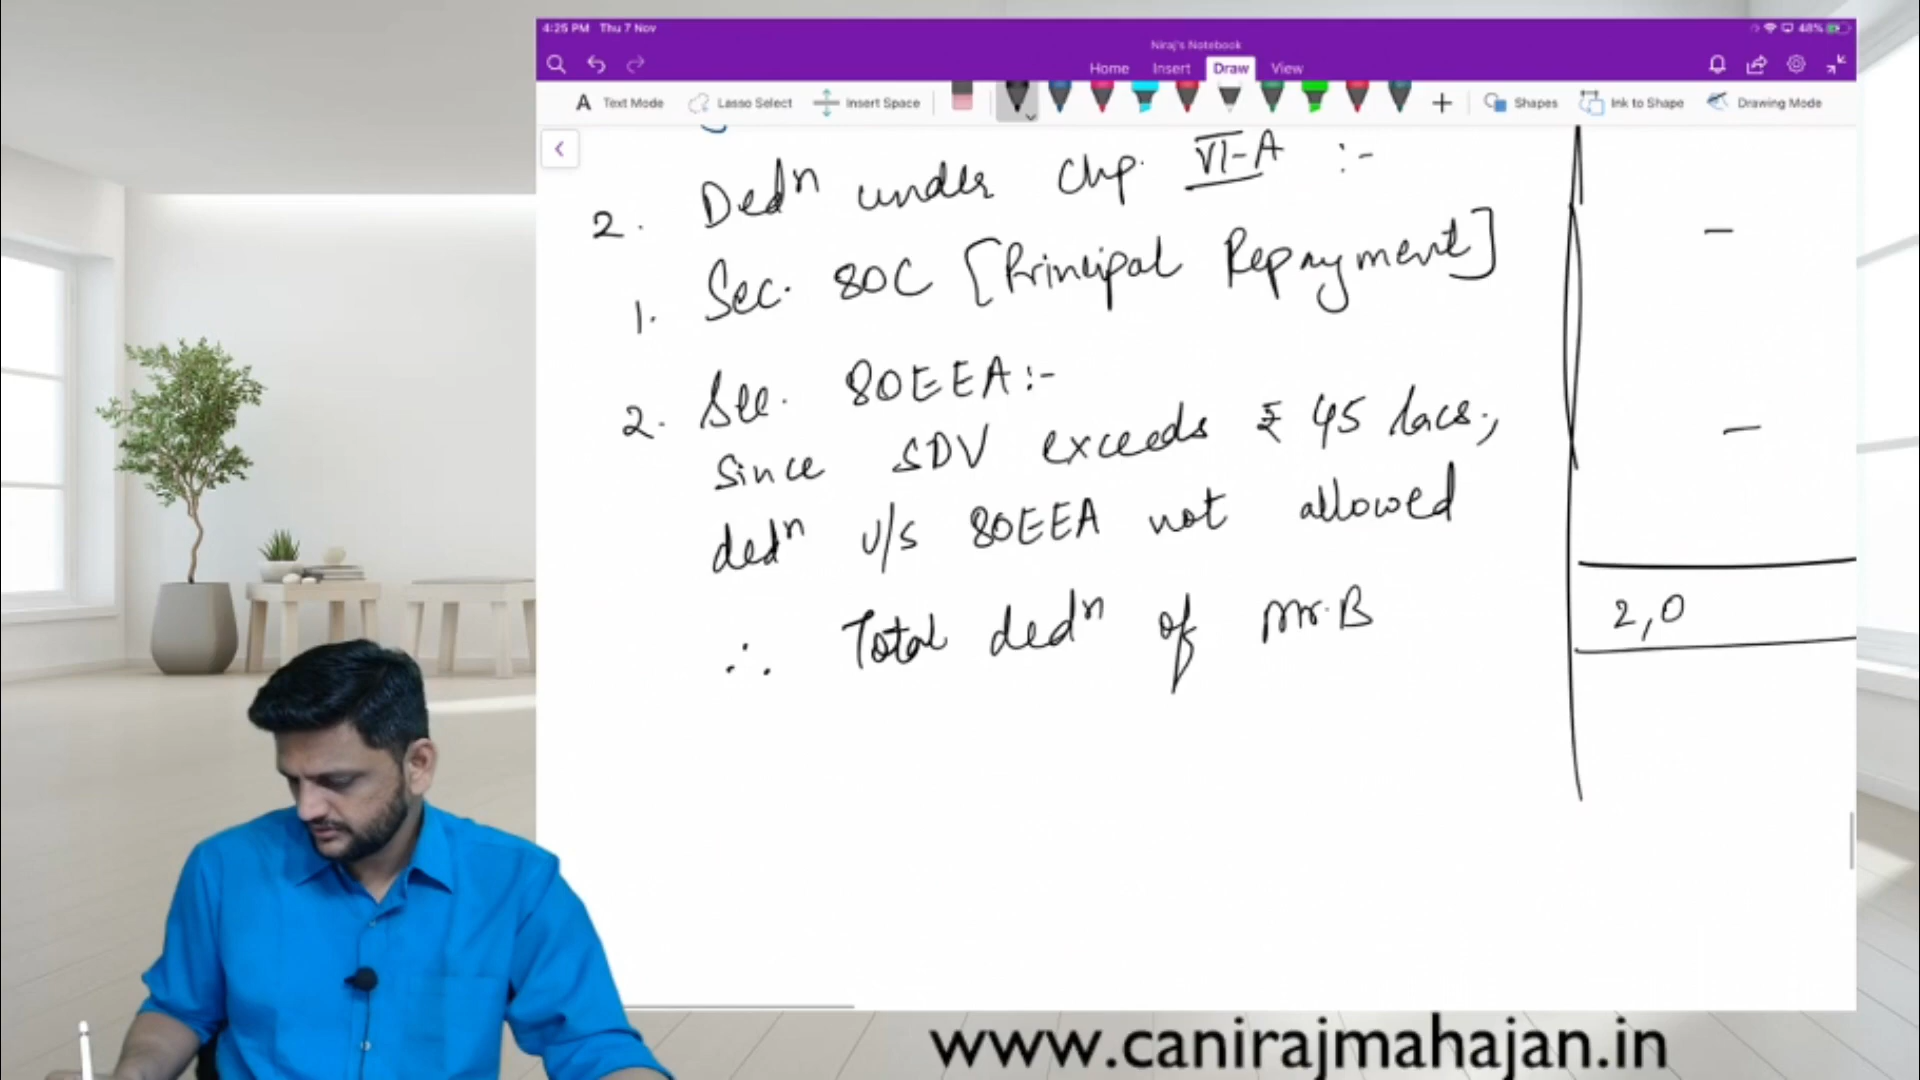 4:25 PM Thu 7 Nov
48%
Niraj's Notebook
Home Insert Draw View
A Text Mode Lasso Select Insert Space Shapes Ink to Shape Drawing Mode
2. Dedⁿ under Chp. VI-A :-
1. Sec. 80C [Principal Repayment] -
2. Sec. 80EEA:-
Since SDV exceeds ₹ 45 lacs, -
dedⁿ u/s 80EEA not allowed
∴ Total dedⁿ of Mr. B 2,0
www.canirajmahajan.in